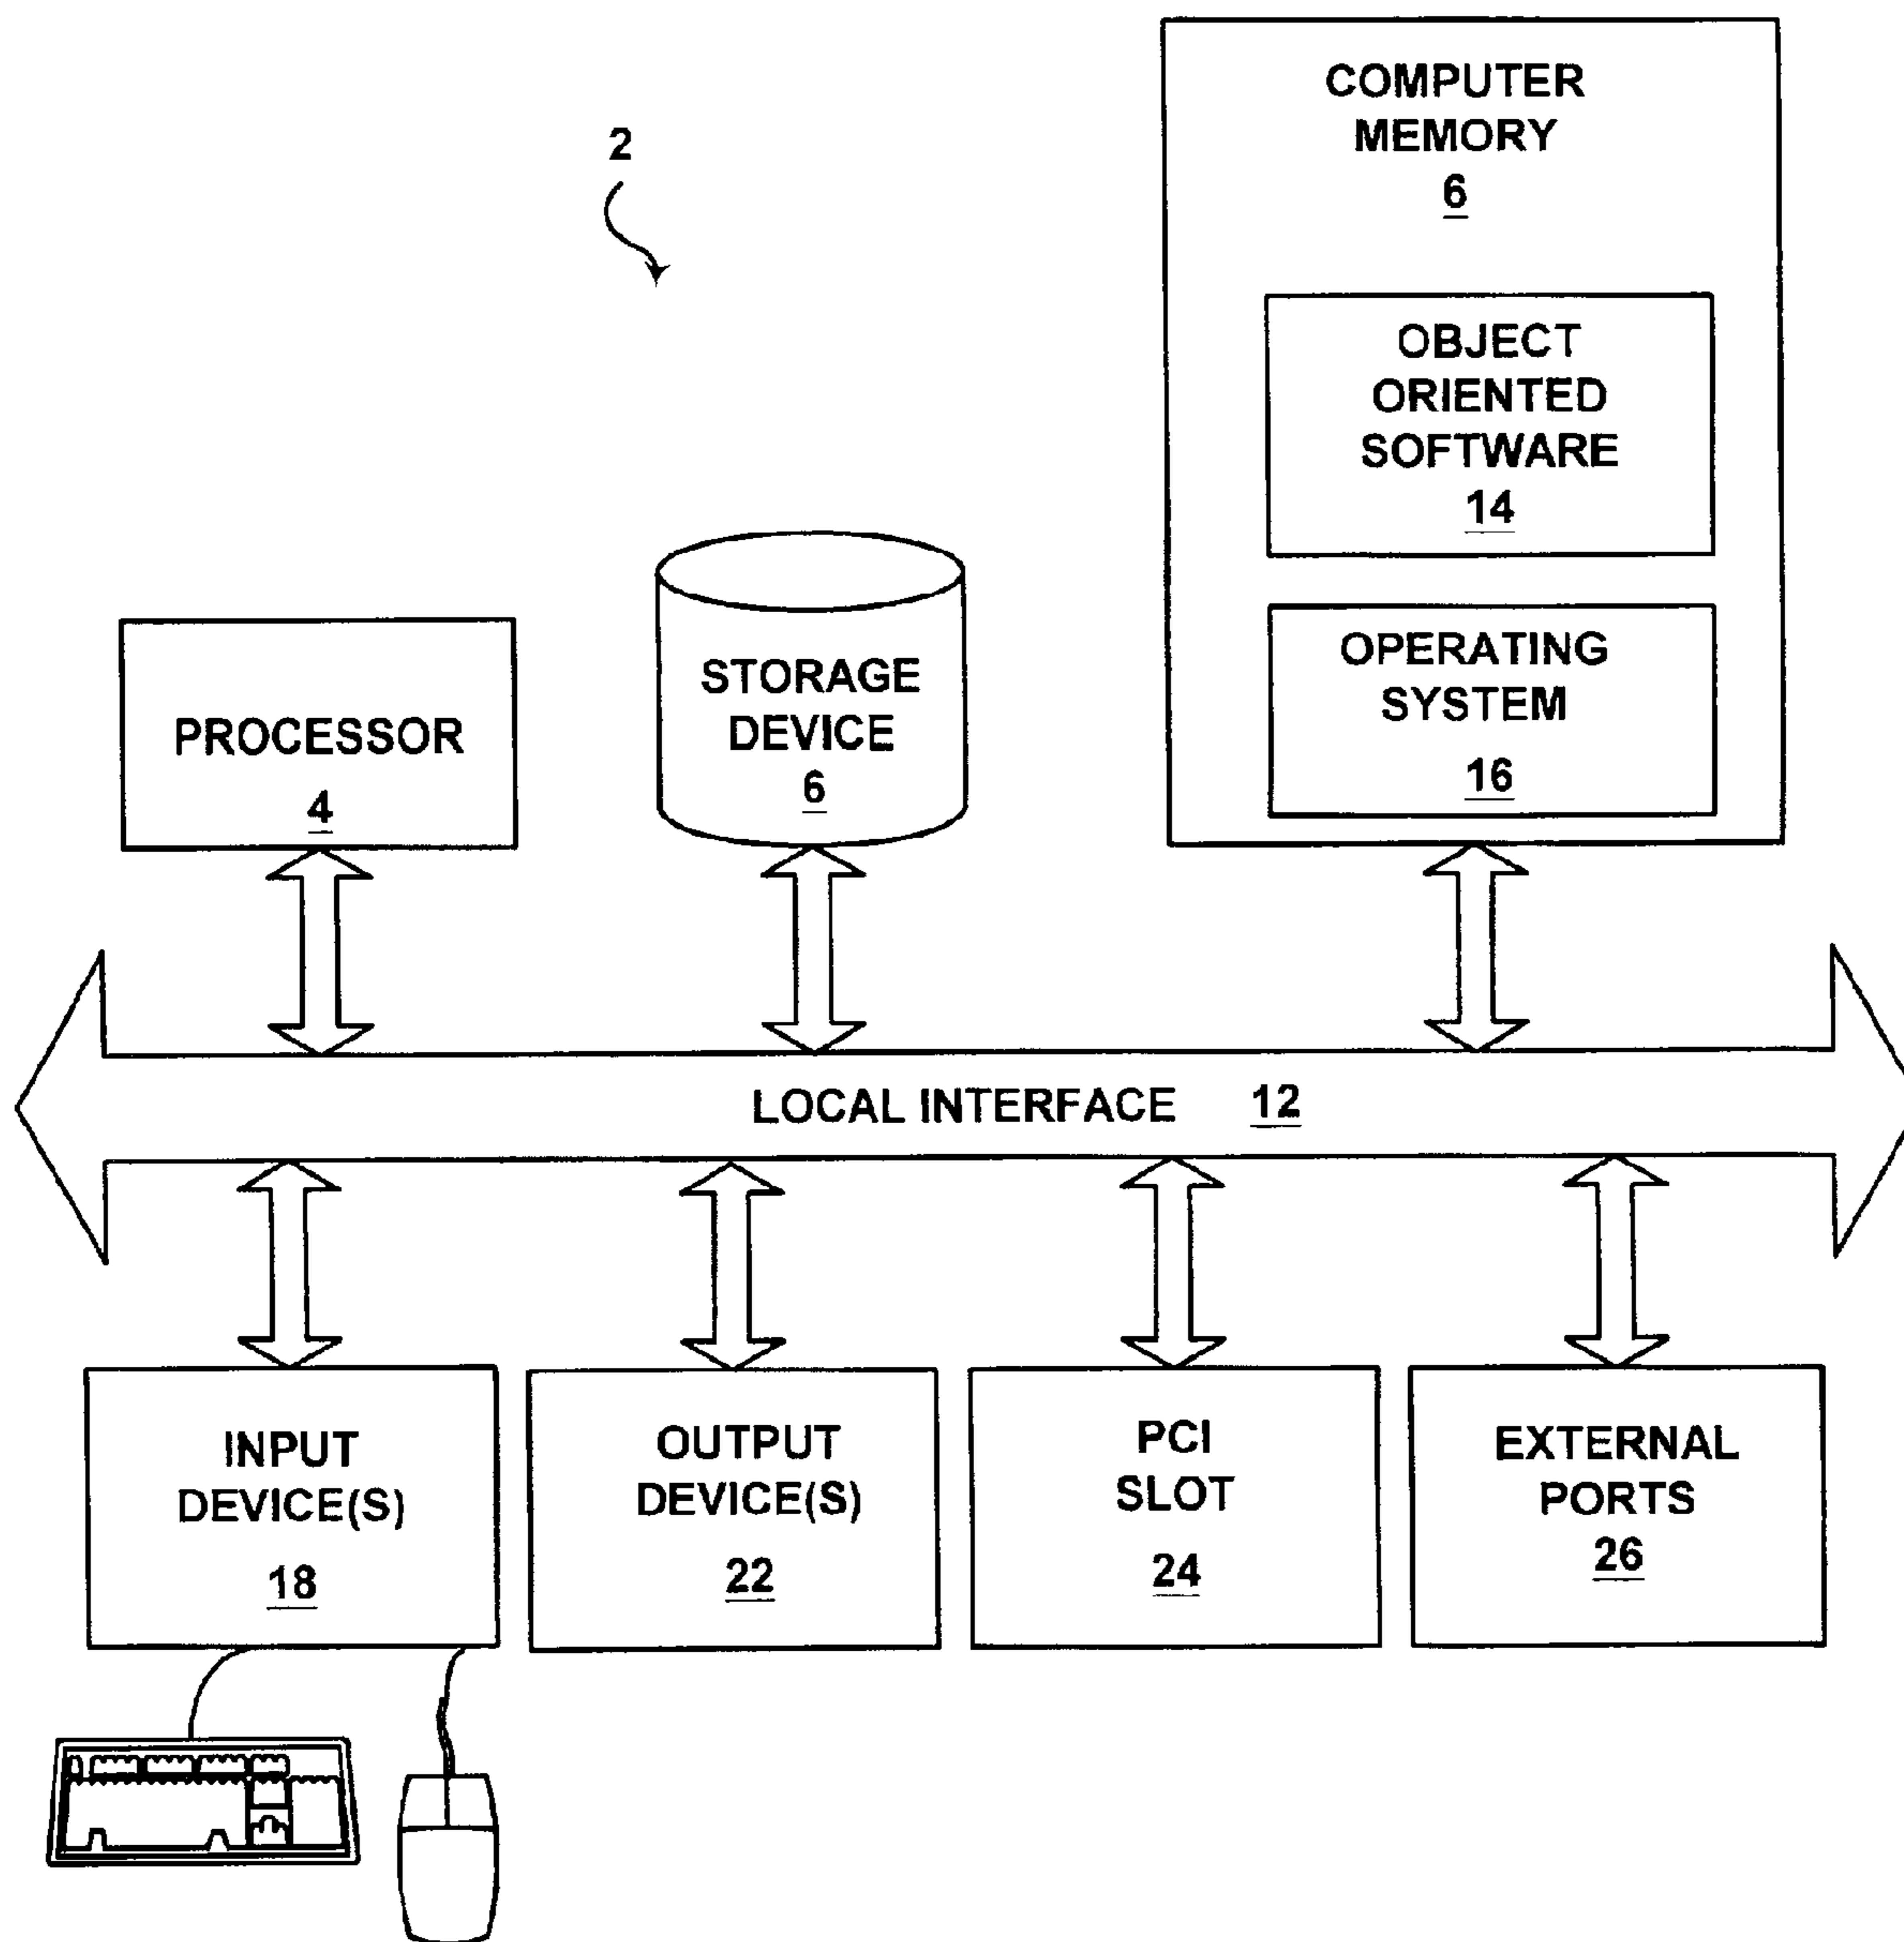 2
COMPUTER
MEMORY
6
OBJECT
ORIENTED
SOFTWARE
14
OPERATING
SYSTEM
16
STORAGE
DEVICE
6
PROCESSOR
4
LOCAL INTERFACE 12
INPUT
DEVICE(S)
18
OUTPUT
DEVICE(S)
22
PCI
SLOT
24
EXTERNAL
PORTS
26